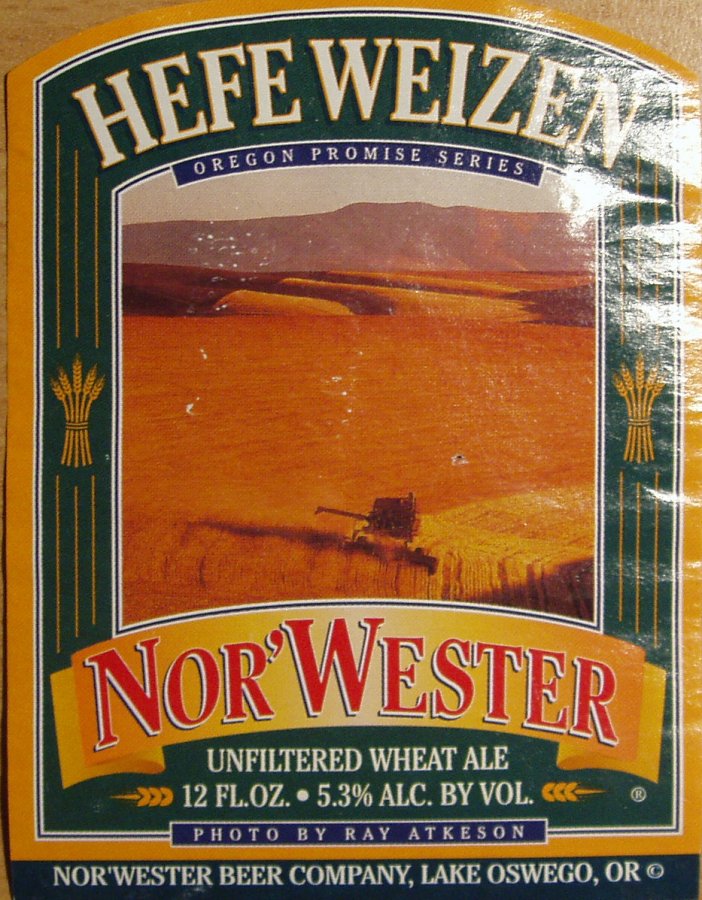 HEFE WEIZEN
OREGON PROMISE SERIES
NOR'WESTER
UNFILTERED WHEAT ALE
12 FL.OZ. • 5.3% ALC. BY VOL.
®
PHOTO BY RAY ATKESON
NOR'WESTER BEER COMPANY, LAKE OSWEGO, OR ©